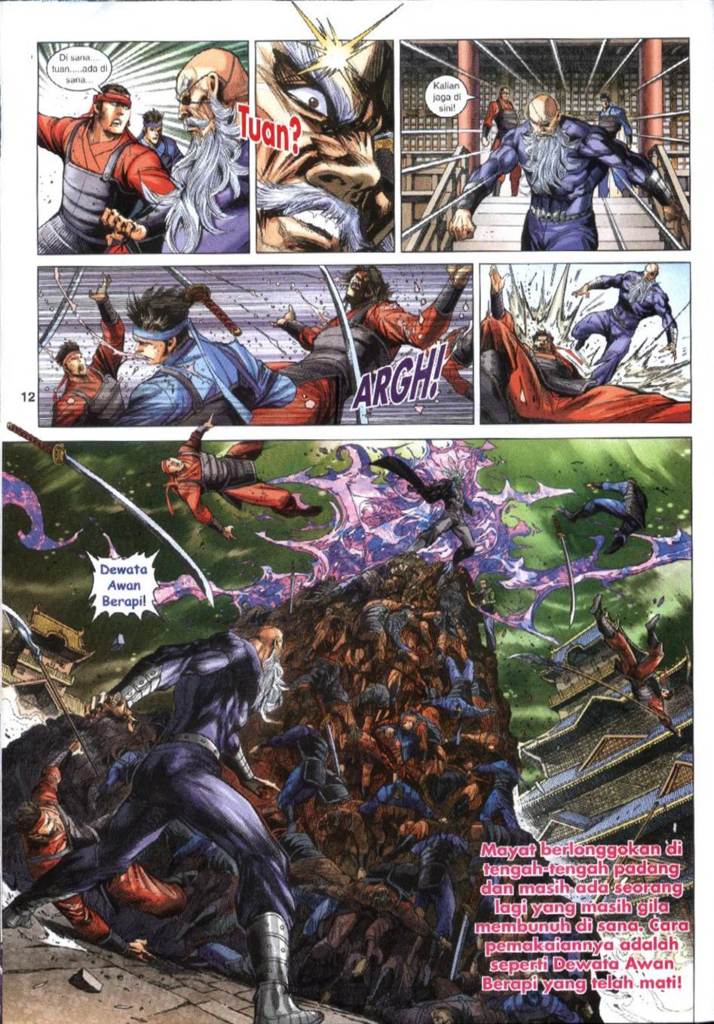 Di sana...
tuan.....ada di
sana...
Tuan?
Kalian
jaga di
sini!
ARGH!
12
Dewata
Awan
Berapi!
Mayat berlonggokan di
tengah-tengah padang
dan masih ada seorang
lagi yang masih gila
membunuh di sana. Cara
pemakaiannya adalah
seperti Dewata Awan
Berapi yang telah mati!